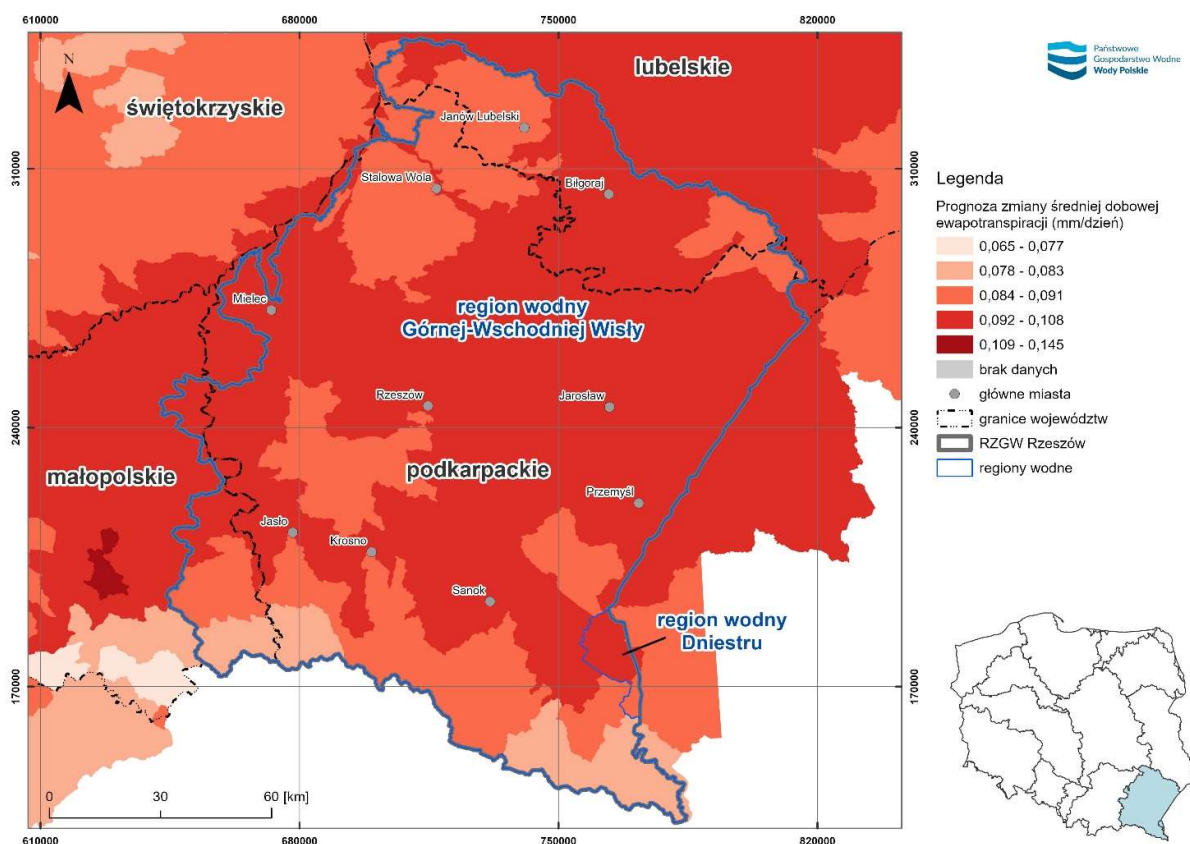 610000 680000 750000 820000
Państwowe
Gospodarstwo Wodne
Wody Polskie
N
lubelskie
świętokrzyskie
Janów Lubelski
310000 310000
Stalowa Wola
Biłgoraj
Mielec
region wodny
Górnej-Wschodniej Wisły
Rzeszów
Jarosław
240000 240000
małopolskie
podkarpackie
Przemyśl
Jasło
Krosno
Sanok
region wodny
Dniestru
170000 170000
0 30 60 [km]
610000 680000 750000 820000
Legenda
Prognoza zmiany średniej dobowej
ewapotranspiracji (mm/dzień)
0,065 - 0,077
0,078 - 0,083
0,084 - 0,091
0,092 - 0,108
0,109 - 0,145
brak danych
główne miasta
granice województw
RZGW Rzeszów
regiony wodne